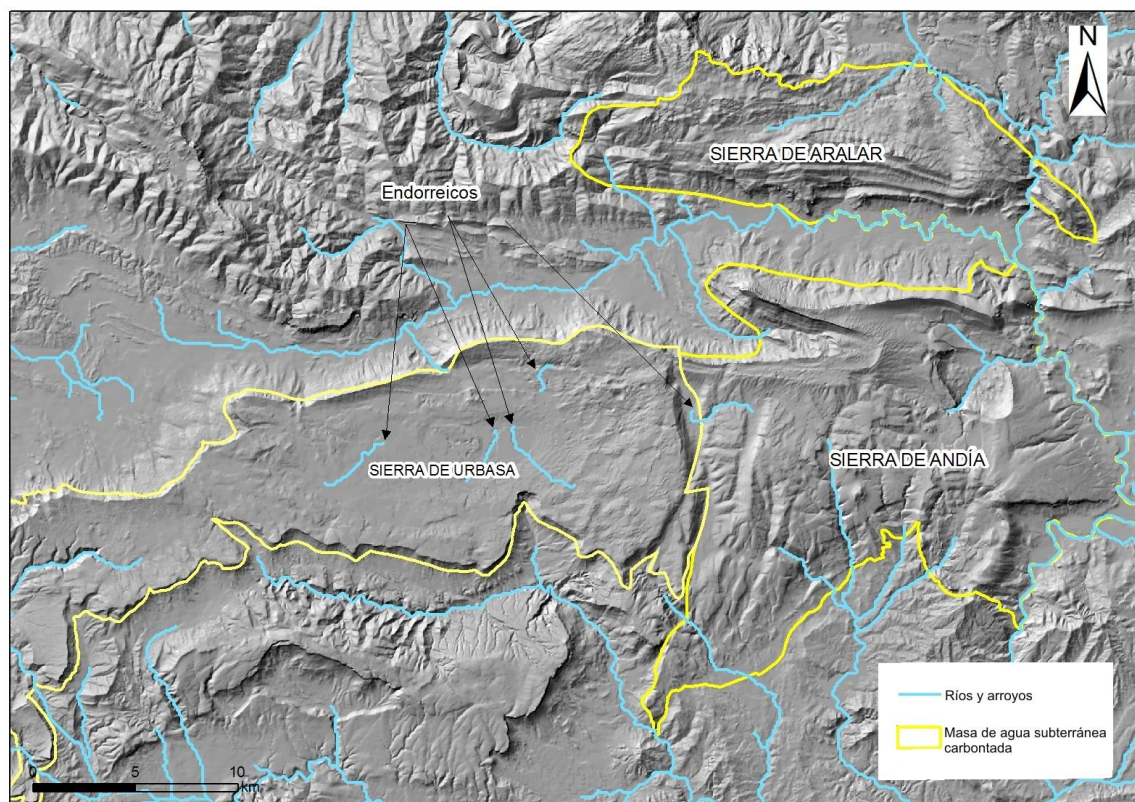 N
SIERRA DE ARALAR
Endorreicos
SIERRA DE URBASA
SIERRA DE ANDÍA
Ríos y arroyos
Masa de agua subterránea
carbontada
0 5 10
km